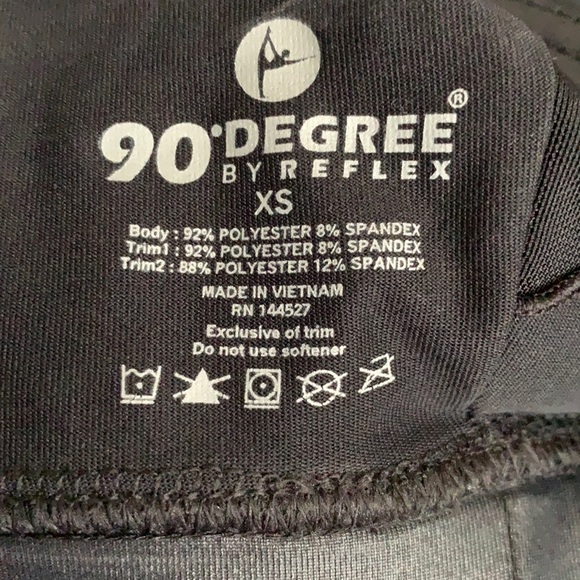 90°DEGREE®
BY REFLEX
XS
Body : 92% POLYESTER 8% SPANDEX
Trim1 : 92% POLYESTER 8% SPANDEX
Trim2 : 88% POLYESTER 12% SPANDEX
MADE IN VIETNAM
RN 144527
Exclusive of trim
Do not use softener